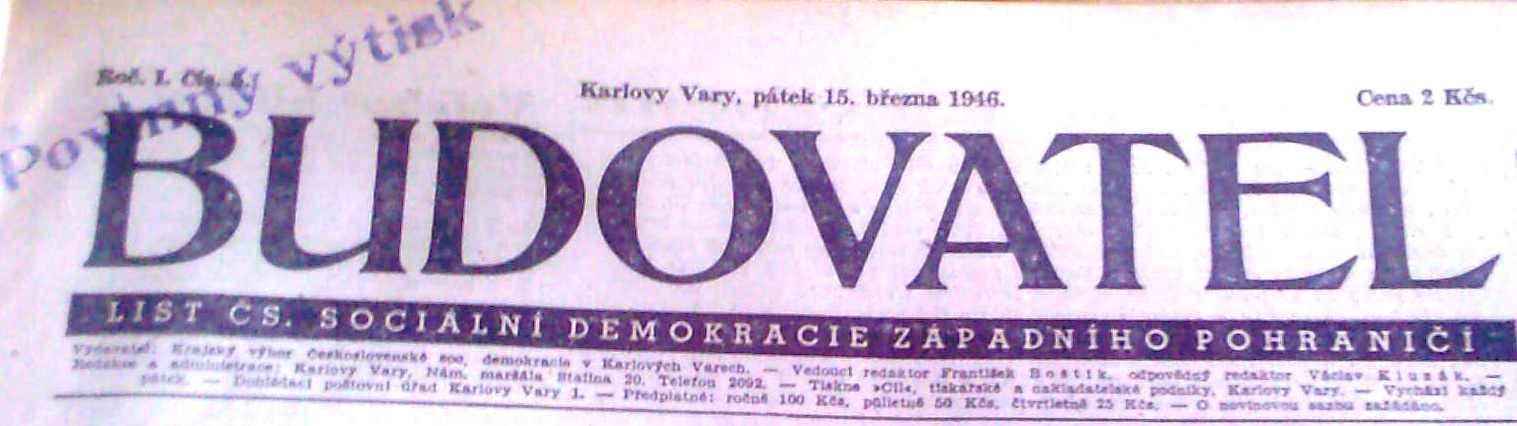 Povinný výtisk
Roč. I. Čís. 5.
Karlovy Vary, pátek 15. března 1946.
Cena 2 Kčs.
BUDOVATEL
LIST ČS. SOCIÁLNÍ DEMOKRACIE ZÁPADNÍHO POHRANIČÍ
Vydavatel: Krajský výbor Československé soc. demokracie v Karlových Varech. — Vedoucí redaktor František Boštík, odpovědný redaktor Václav Kluzák. —
Redakce a administrace: Karlovy Vary, Nám. maršála Stalina 20. Telefon 2092. — Tiskne »Cíl«, tiskařské a nakladatelské podniky, Karlovy Vary. — Vychází každý
pátek. — Dohlédací poštovní úřad Karlovy Vary 1. — Předplatné: ročně 100 Kčs, půlletně 50 Kčs, čtvrtletně 25 Kčs. — O novinovou sazbu zažádáno.